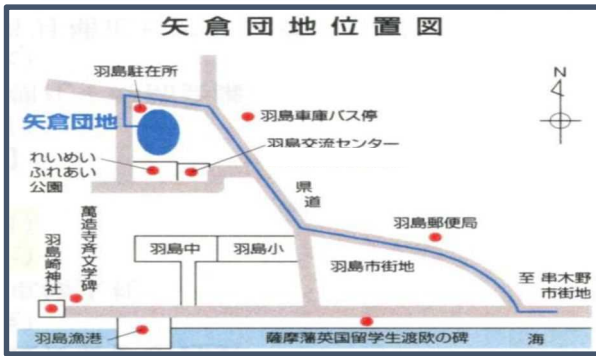 矢倉団地位置図
羽島駐在所
N
矢倉団地
羽島車庫バス停
羽島交流センター
れいめい
ふれあい
公園
県道
萬造寺斉文学碑
羽島崎神社
羽島中
羽島小
羽島郵便局
羽島市街地
至 串木野
市街地
羽島漁港
薩摩藩英国留学生渡欧の碑
海